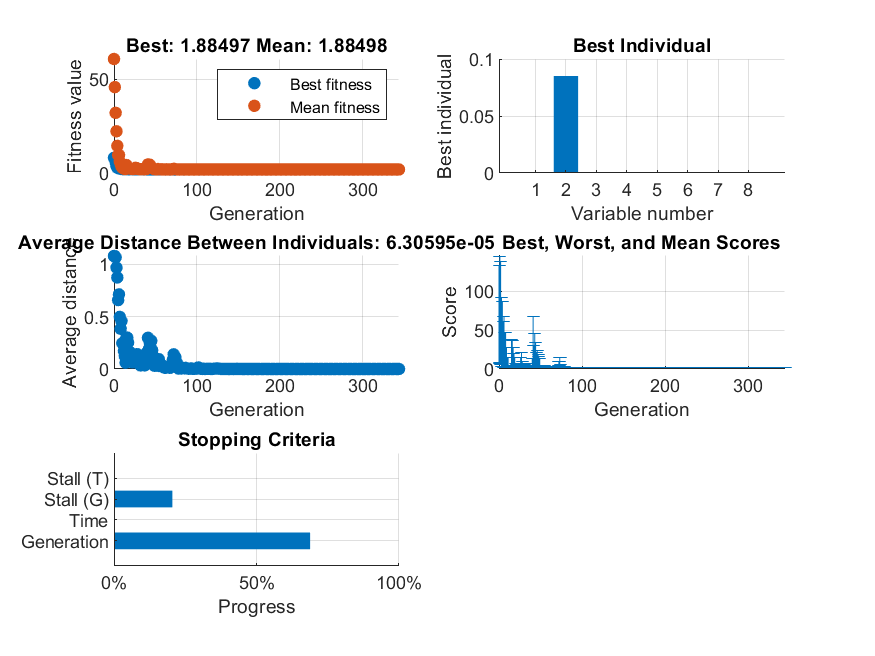 Best: 1.88497 Mean: 1.88498
Fitness value
50
0
Best fitness
Mean fitness
0 100 200 300
Generation
Best Individual
Best individual
0.1
0.05
0
1 2 3 4 5 6 7 8
Variable number
Average Distance Between Individuals: 6.30595e-05
Average distance
1
0.5
0
0 100 200 300
Generation
Best, Worst, and Mean Scores
Score
100
50
0
0 100 200 300
Generation
Stopping Criteria
Stall (T)
Stall (G)
Time
Generation
0% 50% 100%
Progress